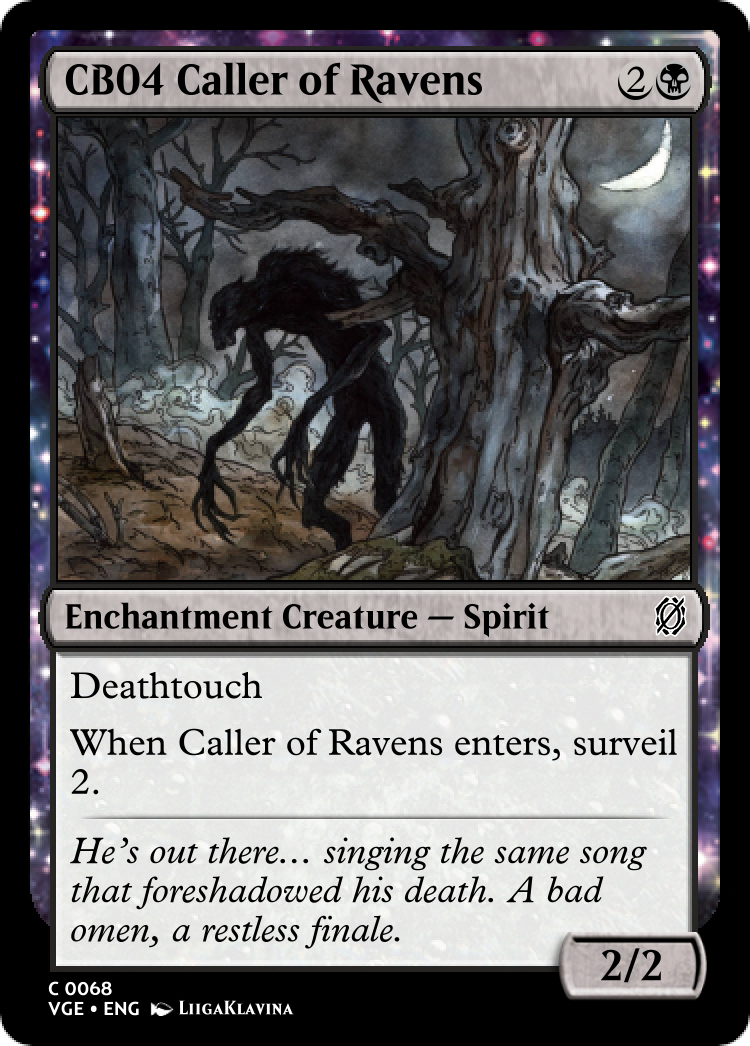 CB04 Caller of Ravens 2
Enchantment Creature — Spirit
Deathtouch
When Caller of Ravens enters, surveil
2.
He's out there... singing the same song
that foreshadowed his death. A bad
omen, a restless finale.
2/2
C 0068
VGE • ENG LiigaKlavina